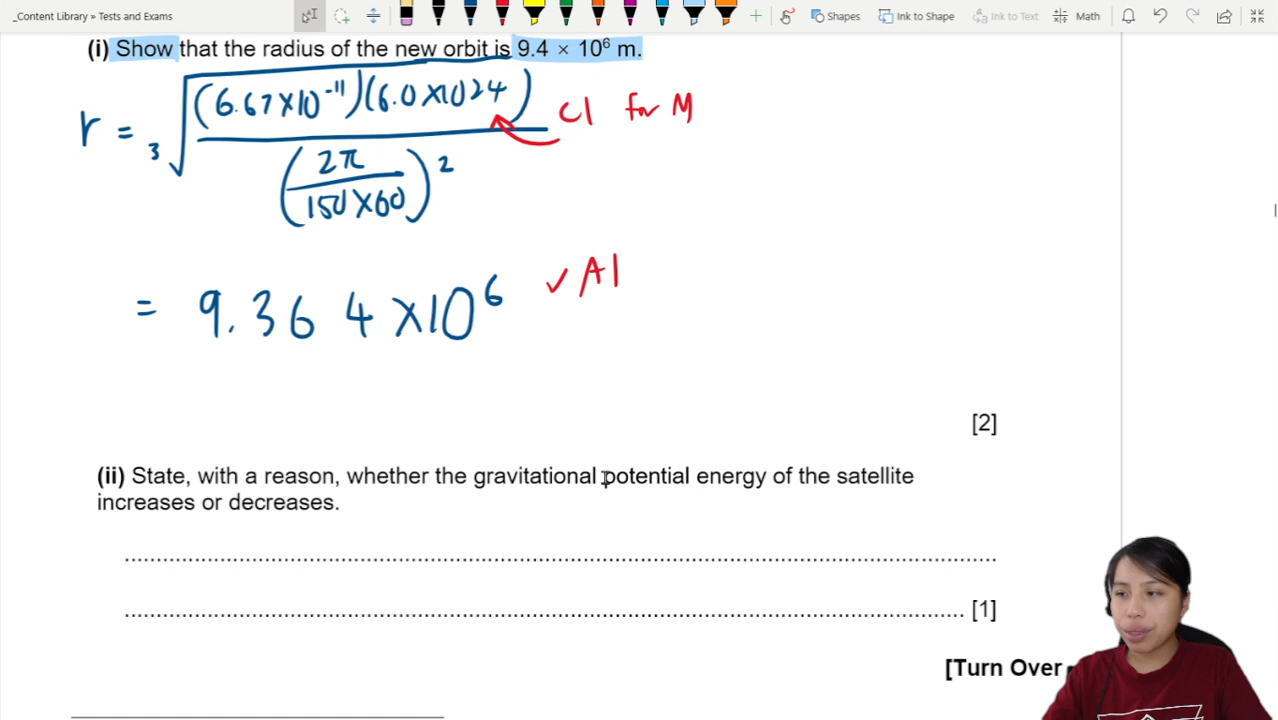 _Content Library » Tests and Exams
Shapes
Ink to Shape
Ink to Text
Math
(i) Show that the radius of the new orbit is 9.4 × 10⁶ m.
r = ³√((6.67×10⁻¹¹)(6.0×1024) / (2π / 150×60)²)
C1 for M
= 9.364 ×10⁶
✓ A1
[2]
(ii) State, with a reason, whether the gravitational potential energy of the satellite
increases or decreases.
[1]
[Turn Over